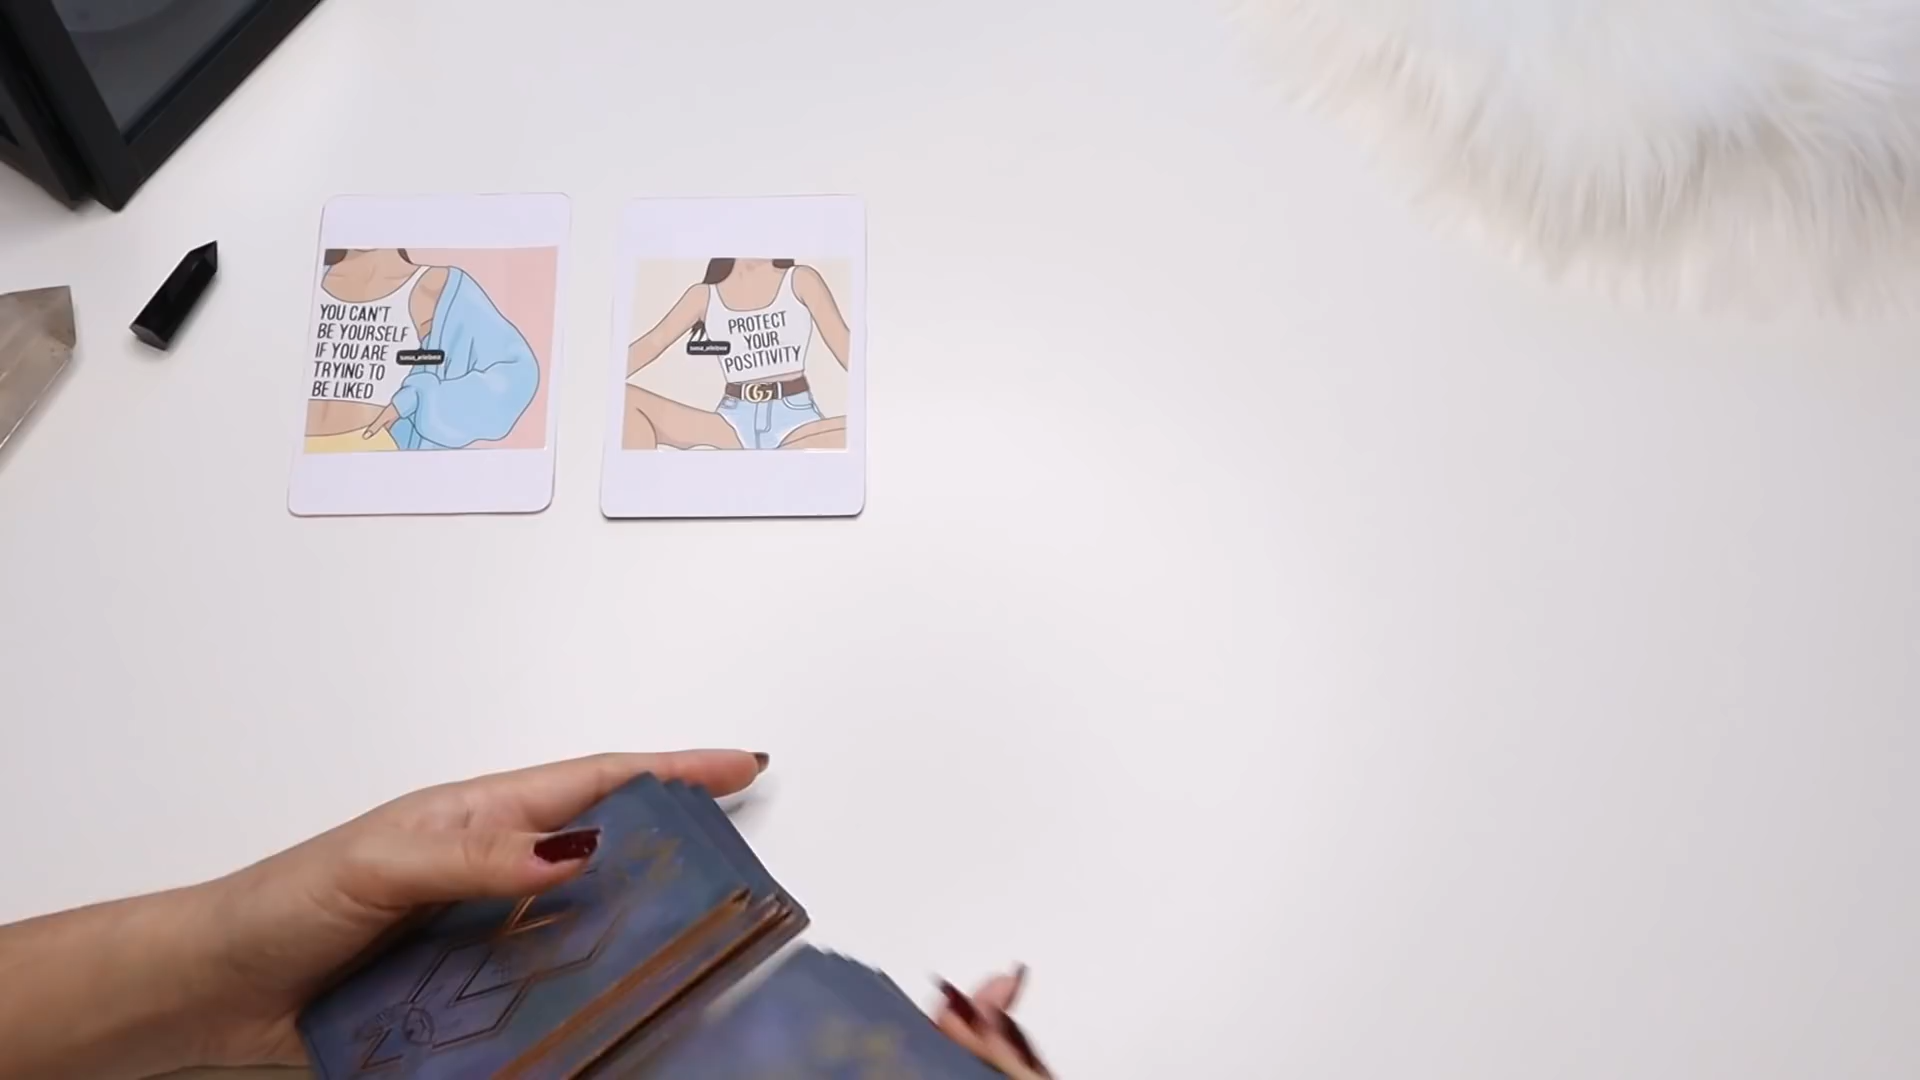 YOU CAN'T
BE YOURSELF
IF YOU ARE
TRYING TO
BE LIKED
PROTECT
YOUR
POSITIVITY